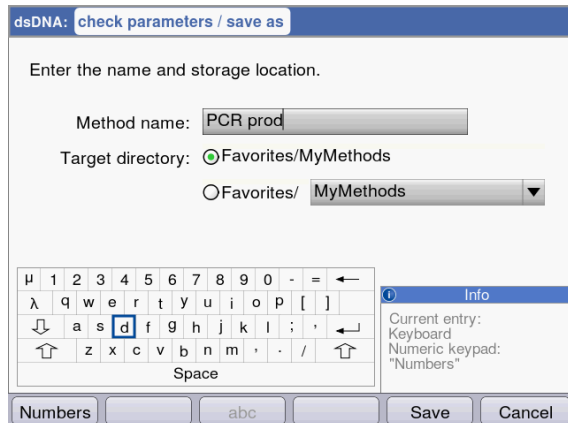 dsDNA: check parameters / save as
Enter the name and storage location.
Method name: PCR prod
Target directory: Favorites/MyMethods
Favorites/ MyMethods
μ 1 2 3 4 5 6 7 8 9 0 - =
λ q w e r t y u i o p [ ]
a s d f g h j k l ; ,
z x c v b n m , . /
Space
Info
Current entry:
Keyboard
Numeric keypad:
"Numbers"
Numbers abc Save Cancel